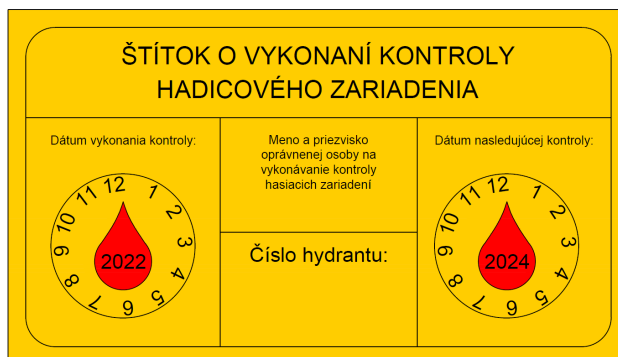 ŠTÍTOK O VYKONANÍ KONTROLY
HADICOVÉHO ZARIADENIA
Dátum vykonania kontroly:
12
1
2
3
4
5
6
7
8
9
10
11
2022
Meno a priezvisko
oprávnenej osoby na
vykonávanie kontroly
hasiacich zariadení
Číslo hydrantu:
Dátum nasledujúcej kontroly:
12
1
2
3
4
5
6
7
8
9
10
11
2024